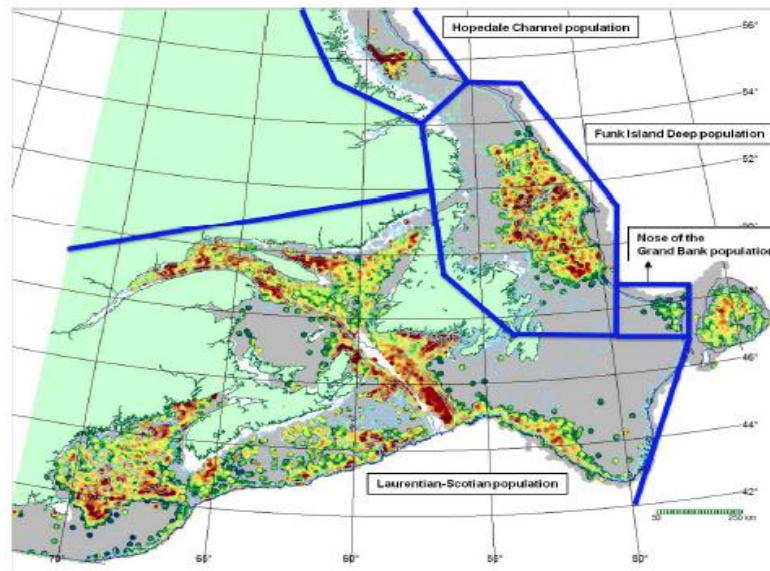 Hopedale Channel population
56°
54°
Funk Island Deep population
52°
Nose of the
Grand Bank population
46°
44°
Laurentian-Scotian population
42°
50 250 km
70° 65° 60° 55° 50°